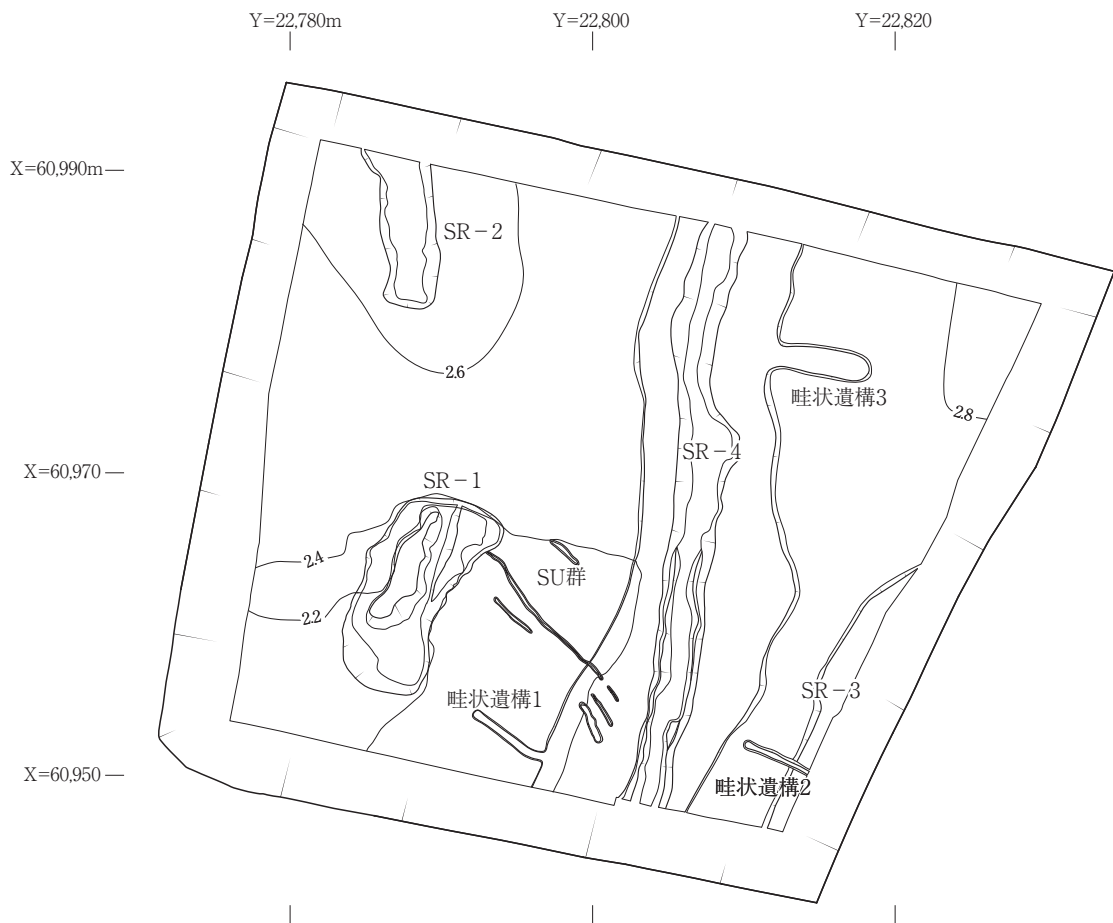 Y=22,780m
Y=22,800
Y=22,820
X=60,990m
SR-2
2.6
畦状遺構3
2.8
SR-4
X=60,970
SR-1
2.4
SU群
2.2
SR-3
畦状遺構1
X=60,950
畦状遺構2